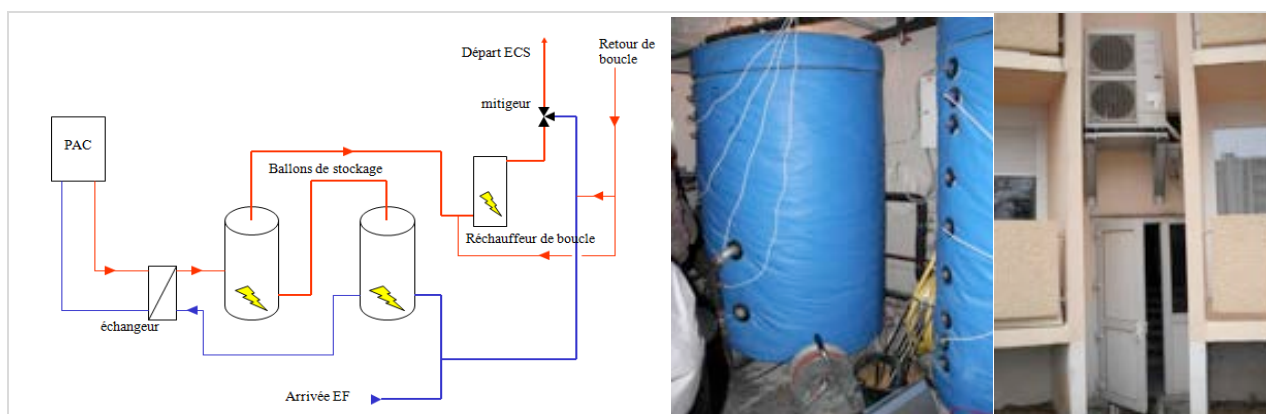 Départ ECS
Retour de
boucle
mitigeur
PAC
Ballons de stockage
Réchauffeur de boucle
échangeur
Arrivée EF